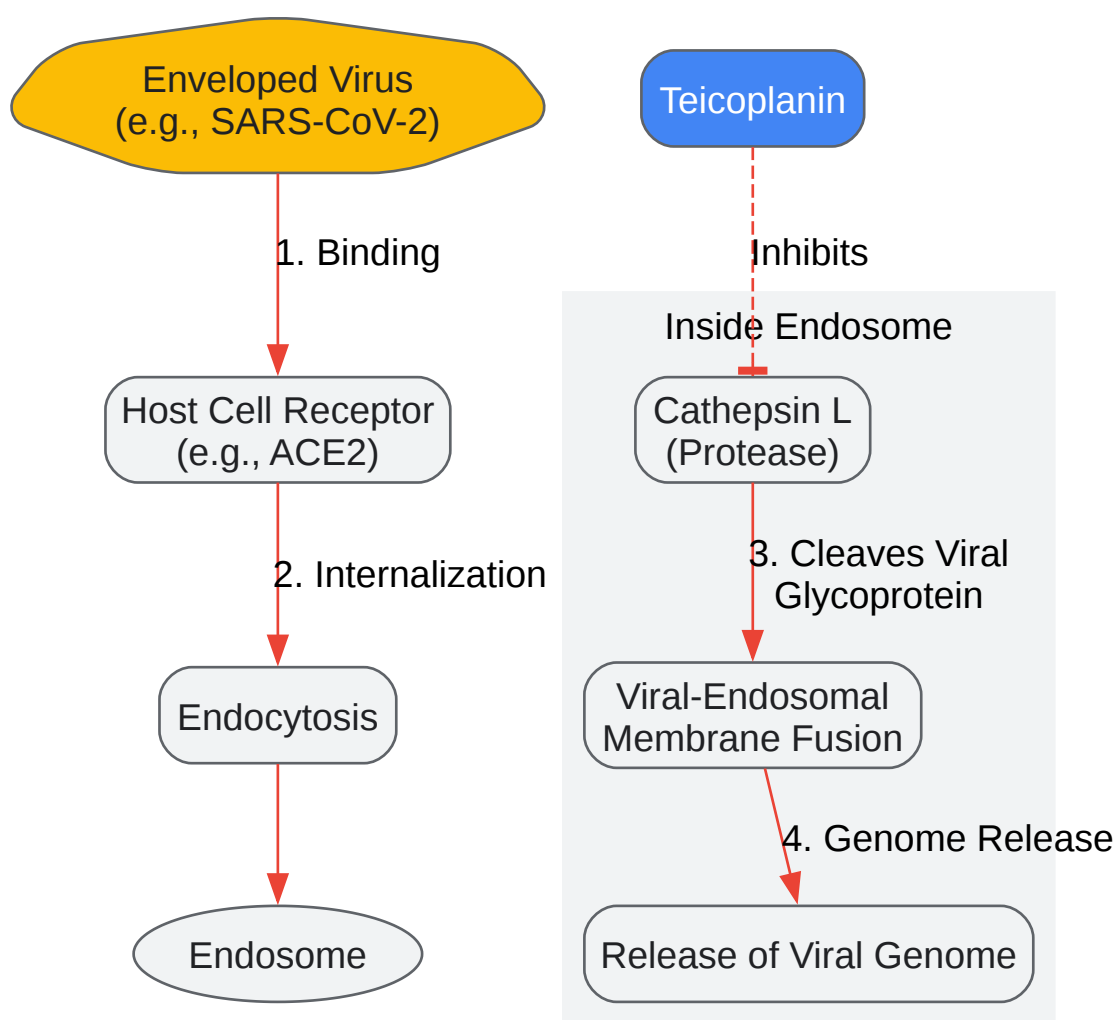 Enveloped Virus
(e.g., SARS-CoV-2)
1. Binding
Host Cell Receptor
(e.g., ACE2)
2. Internalization
Endocytosis
Endosome
Teicoplanin
Inhibits
Inside Endosome
Cathepsin L
(Protease)
3. Cleaves Viral
Glycoprotein
Viral-Endosomal
Membrane Fusion
4. Genome Release
Release of Viral Genome